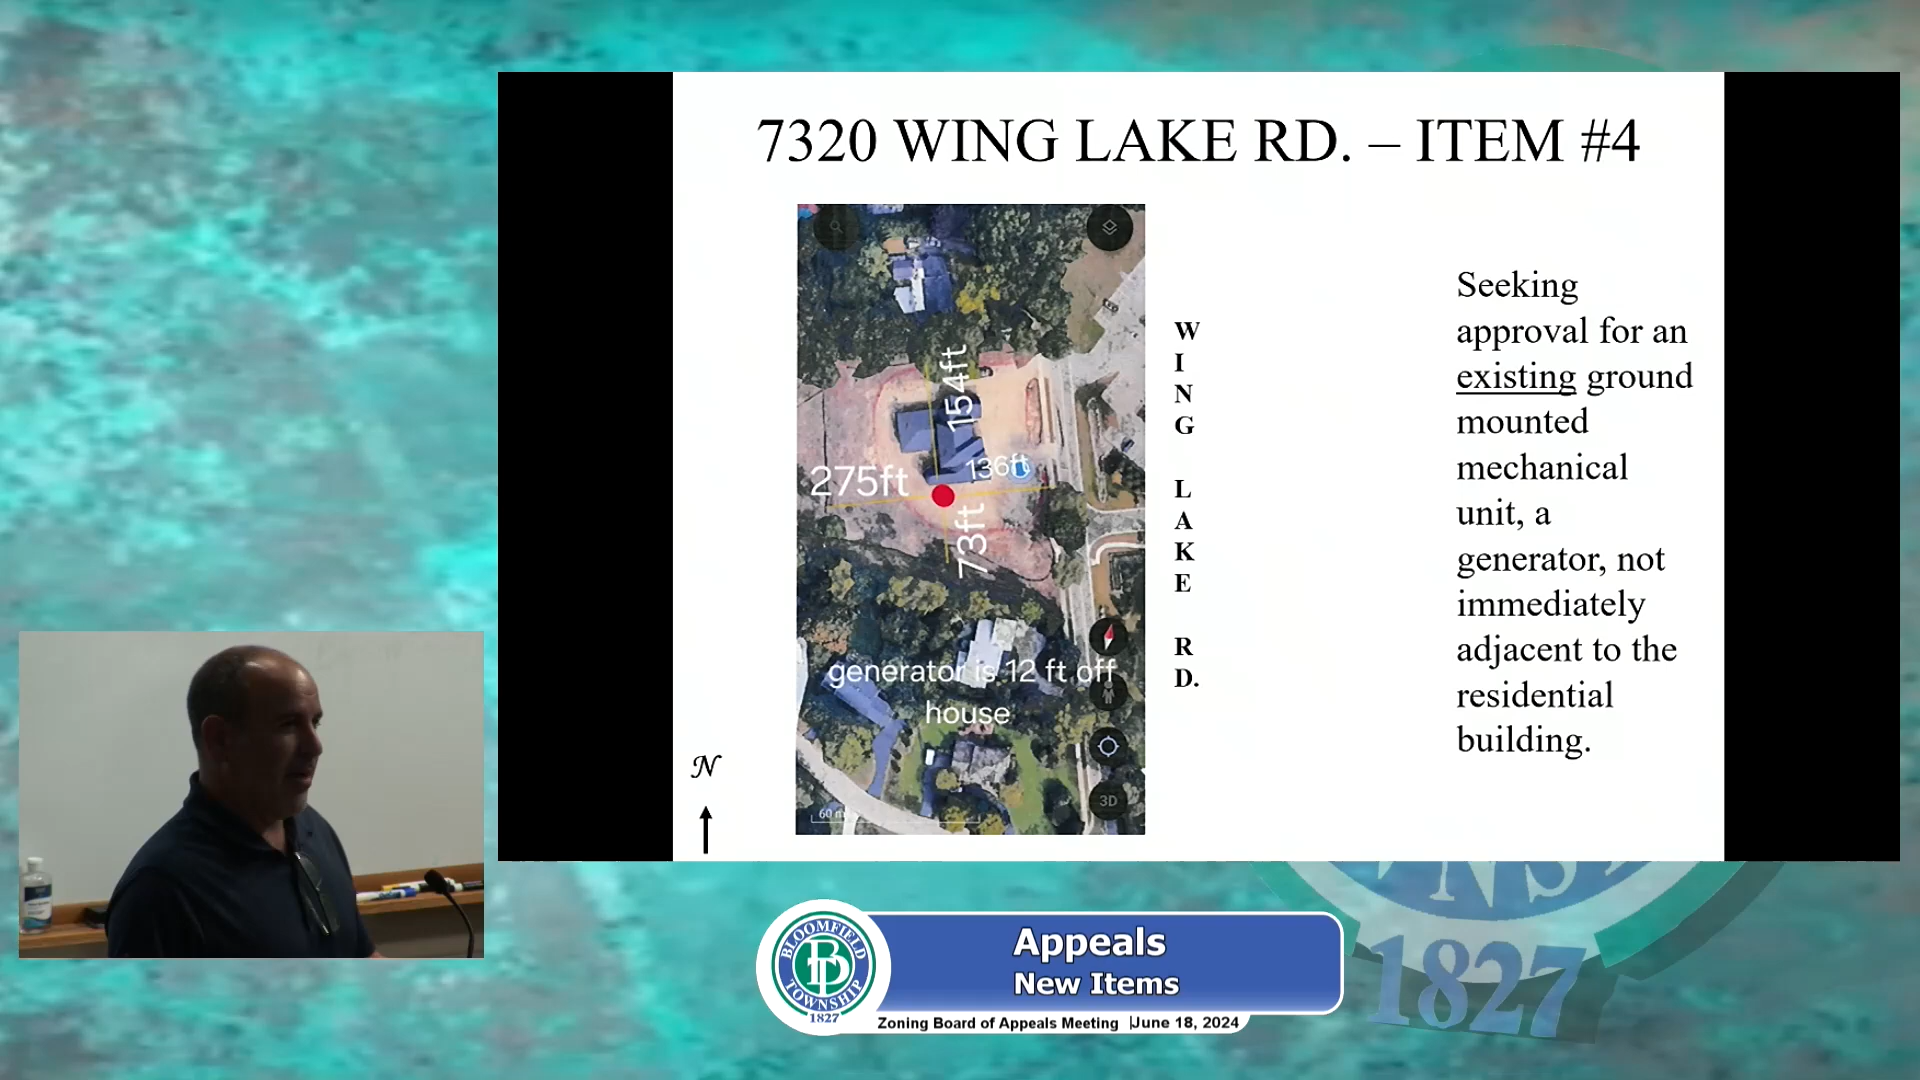 7320 WING LAKE RD. – ITEM #4
154ft
275ft
136ft
73ft
generator is 12 ft off
house
60 m
3D
W
I
N
G
L
A
K
E
R
D.
Seeking
approval for an
existing ground
mounted
mechanical
unit, a
generator, not
immediately
adjacent to the
residential
building.
N
Appeals
New Items
BLOOMFIELD
TOWNSHIP
1827
Zoning Board of Appeals Meeting |June 18, 2024
1827